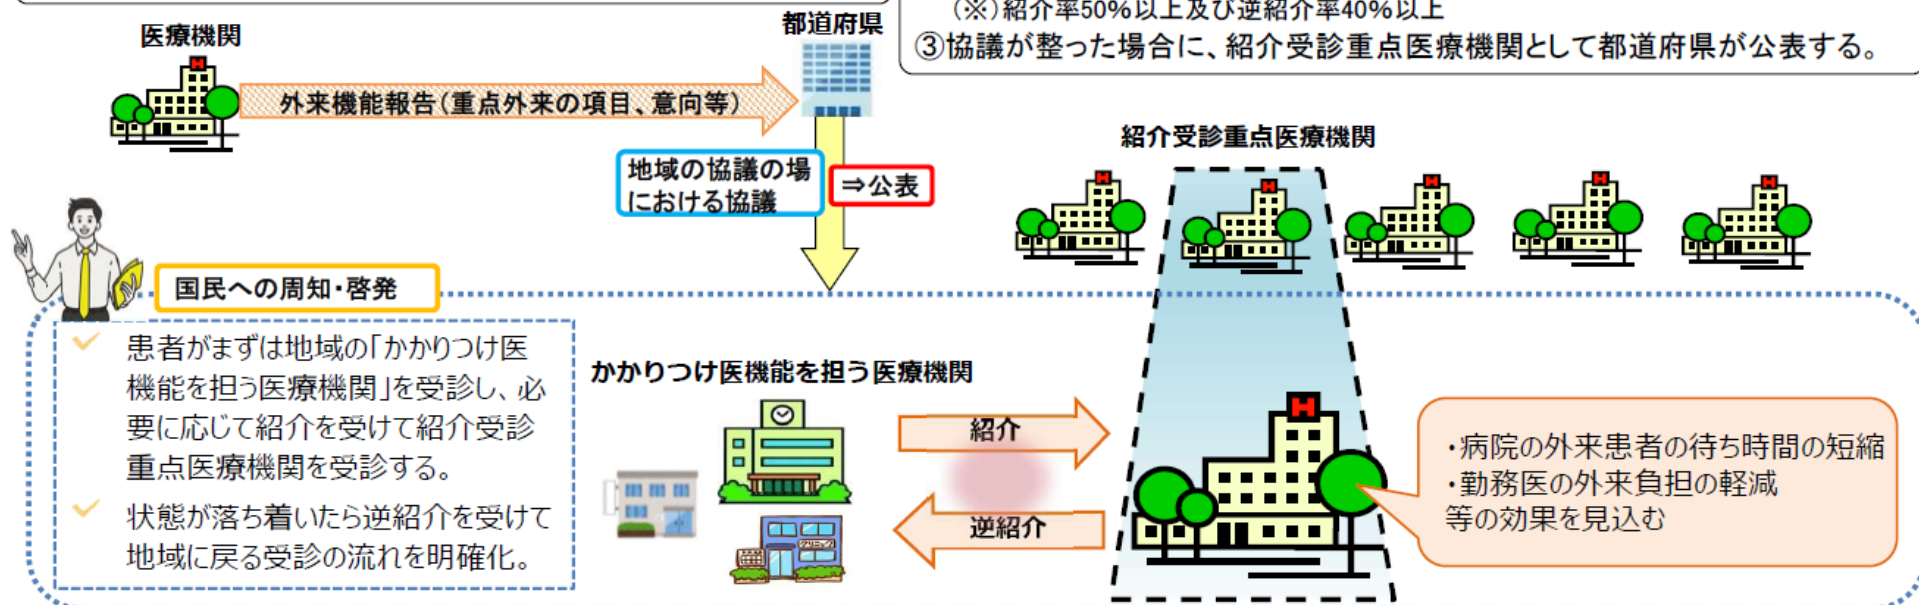 (※)紹介率50%以上及び逆紹介率40%以上
③協議が整った場合に、紹介受診重点医療機関として都道府県が公表する。
医療機関
都道府県
外来機能報告(重点外来の項目、意向等)
地域の協議の場
における協議
⇒公表
紹介受診重点医療機関
国民への周知・啓発
患者がまずは地域の「かかりつけ医
機能を担う医療機関」を受診し、必
要に応じて紹介を受けて紹介受診
重点医療機関を受診する。
状態が落ち着いたら逆紹介を受けて
地域に戻る受診の流れを明確化。
かかりつけ医機能を担う医療機関
紹介
逆紹介
クリニック
・病院の外来患者の待ち時間の短縮
・勤務医の外来負担の軽減
等の効果を見込む
H
H
H
H
H
H
H